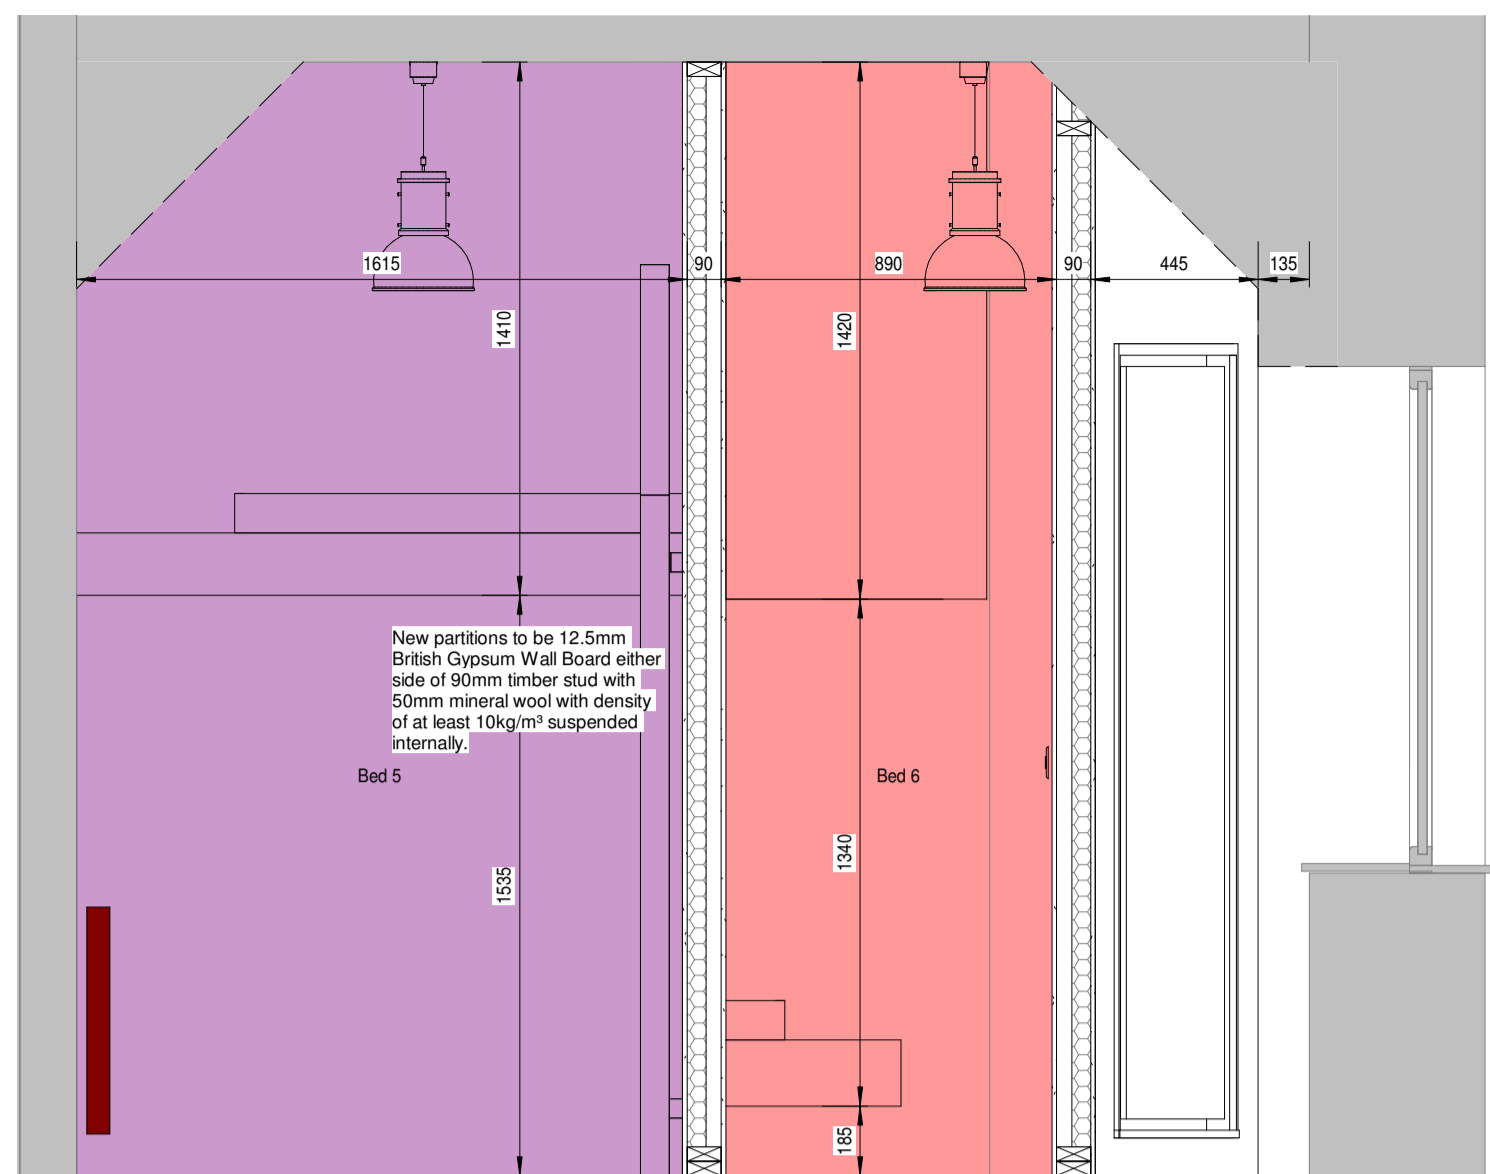 1615
90
890
90
445
135
1410
1420
New partitions to be 12.5mm
British Gypsum Wall Board either
side of 90mm timber stud with
50mm mineral wool with density
of at least 10kg/m³ suspended
internally.
Bed 5
Bed 6
1340
1535
185